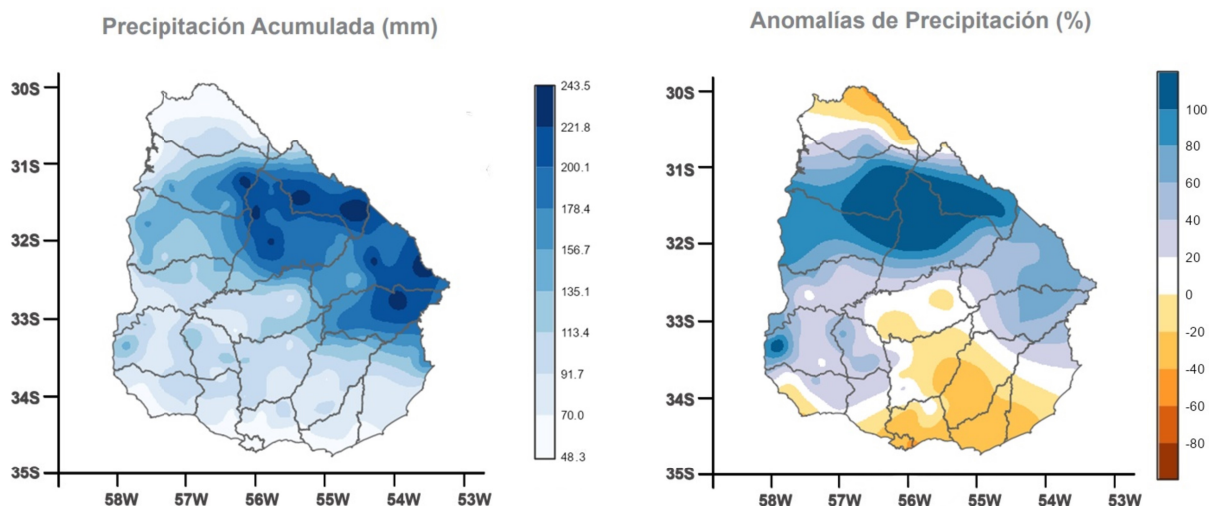 Precipitación Acumulada (mm)
30S
31S
32S
33S
34S
35S
58W 57W 56W 55W 54W 53W
243.5
221.8
200.1
178.4
156.7
135.1
113.4
91.7
70.0
48.3
Anomalías de Precipitación (%)
30S
31S
32S
33S
34S
35S
58W 57W 56W 55W 54W 53W
100
80
60
40
20
0
-20
-40
-60
-80